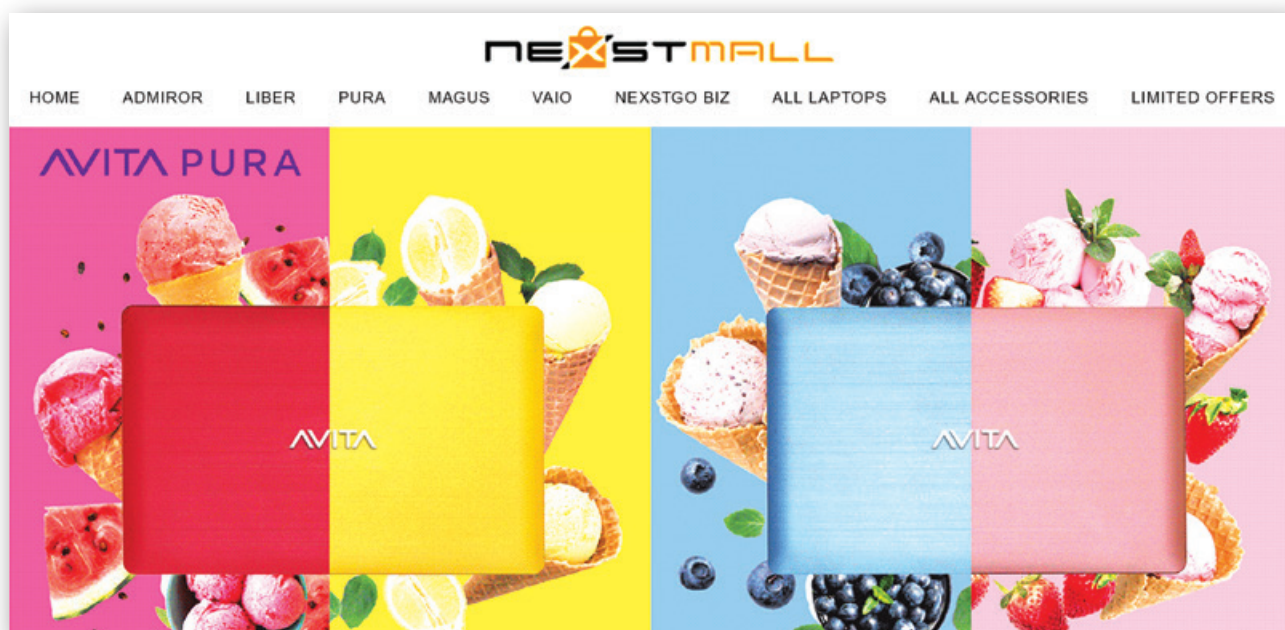 NEXSTMALL
HOME ADMIROR LIBER PURA MAGUS VAIO NEXSTGO BIZ ALL LAPTOPS ALL ACCESSORIES LIMITED OFFERS
AVITA PURA
AVITA AVITA